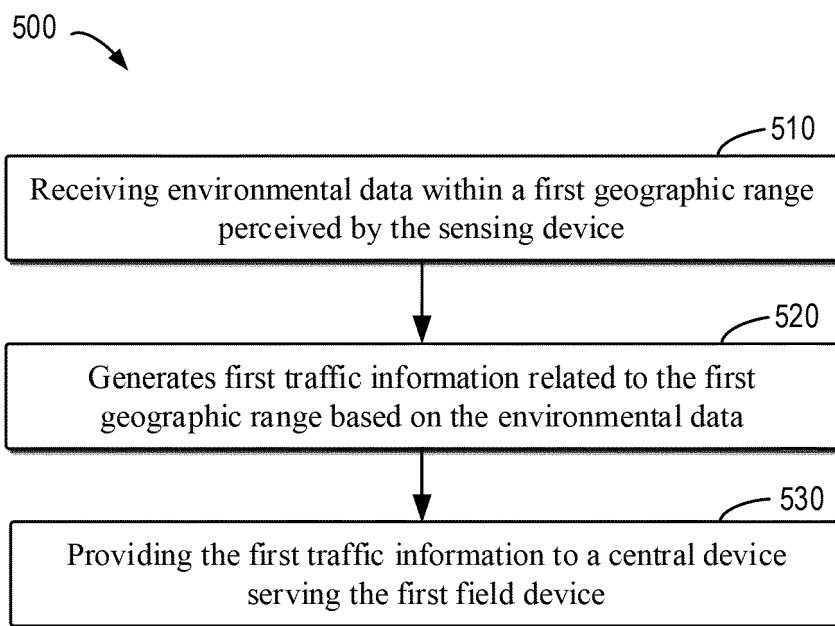 500
510
Receiving environmental data within a first geographic range
perceived by the sensing device
520
Generates first traffic information related to the first
geographic range based on the environmental data
530
Providing the first traffic information to a central device
serving the first field device